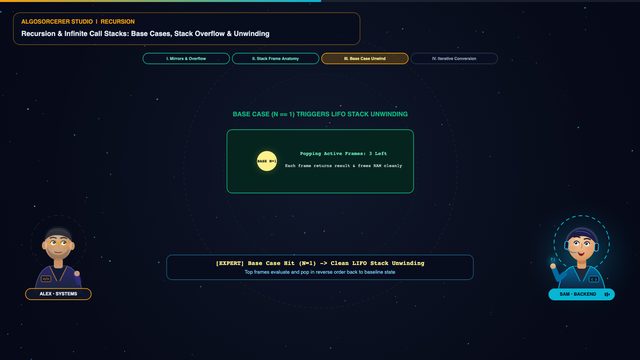 ALGOSORCERER STUDIO | RECURSION
Recursion & Infinite Call Stacks: Base Cases, Stack Overflow & Unwinding
I. Mirrors & Overflow
II. Stack Frame Anatomy
III. Base Case Unwind
IV. Iterative Conversion
BASE CASE (N == 1) TRIGGERS LIFO STACK UNWINDING
BASE N=1
Popping Active Frames: 3 Left
Each frame returns result & frees RAM cleanly
[EXPERT] Base Case Hit (N=1) -> Clean LIFO Stack Unwinding
Top frames evaluate and pop in reverse order back to baseline state
ALEX • SYSTEMS
SAM • BACKEND